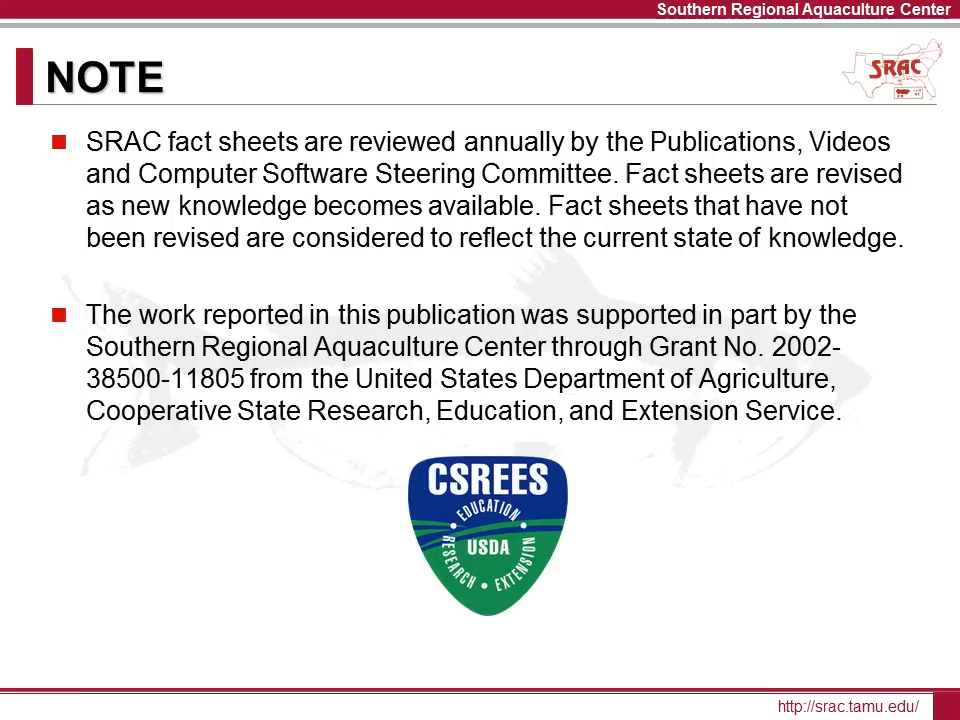 Southern Regional Aquaculture Center
NOTE
SRAC
SRAC fact sheets are reviewed annually by the Publications, Videos
and Computer Software Steering Committee. Fact sheets are revised
as new knowledge becomes available. Fact sheets that have not
been revised are considered to reflect the current state of knowledge.
The work reported in this publication was supported in part by the
Southern Regional Aquaculture Center through Grant No. 2002-
38500-11805 from the United States Department of Agriculture,
Cooperative State Research, Education, and Extension Service.
CSREES
EDUCATION
USDA
RESEARCH • EXTENSION
http://srac.tamu.edu/